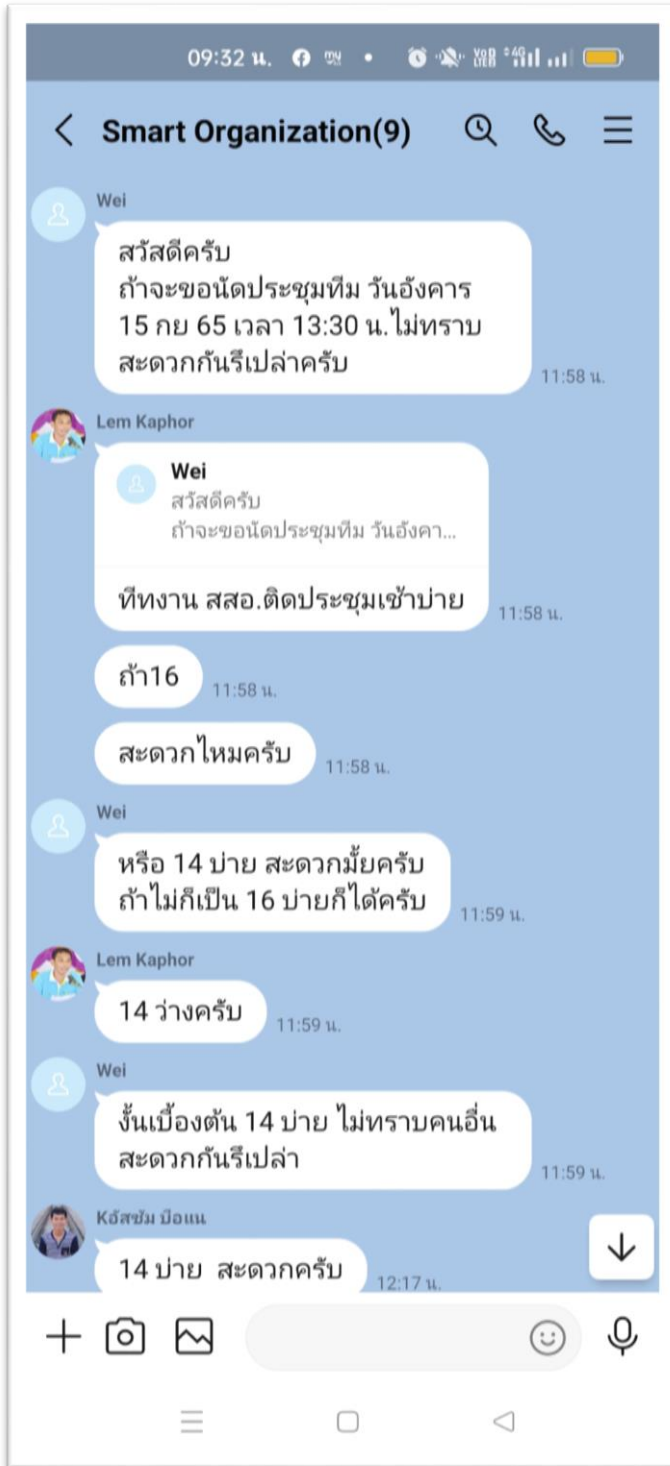 09:32 น.
Smart Organization(9)
Wei
สวัสดีครับ
ถ้าจะขอนัดประชุมทีม วันอังคาร
15 กย 65 เวลา 13:30 น.ไม่ทราบ
สะดวกกันรึเปล่าครับ
11:58 น.
Lem Kaphor
Wei
สวัสดีครับ
ถ้าจะขอนัดประชุมทีม วันอังคา...
ทีทงาน สสอ.ติดประชุมเช้าบ่าย
11:58 น.
ถ้า16
11:58 น.
สะดวกไหมครับ
11:58 น.
Wei
หรือ 14 บ่าย สะดวกมั้ยครับ
ถ้าไม่ก็เป็น 16 บ่ายก็ได้ครับ
11:59 น.
Lem Kaphor
14 ว่างครับ
11:59 น.
Wei
งั้นเบื้องต้น 14 บ่าย ไม่ทราบคนอื่น
สะดวกกันรึเปล่า
11:59 น.
14 บ่าย สะดวกครับ
12:17 น.